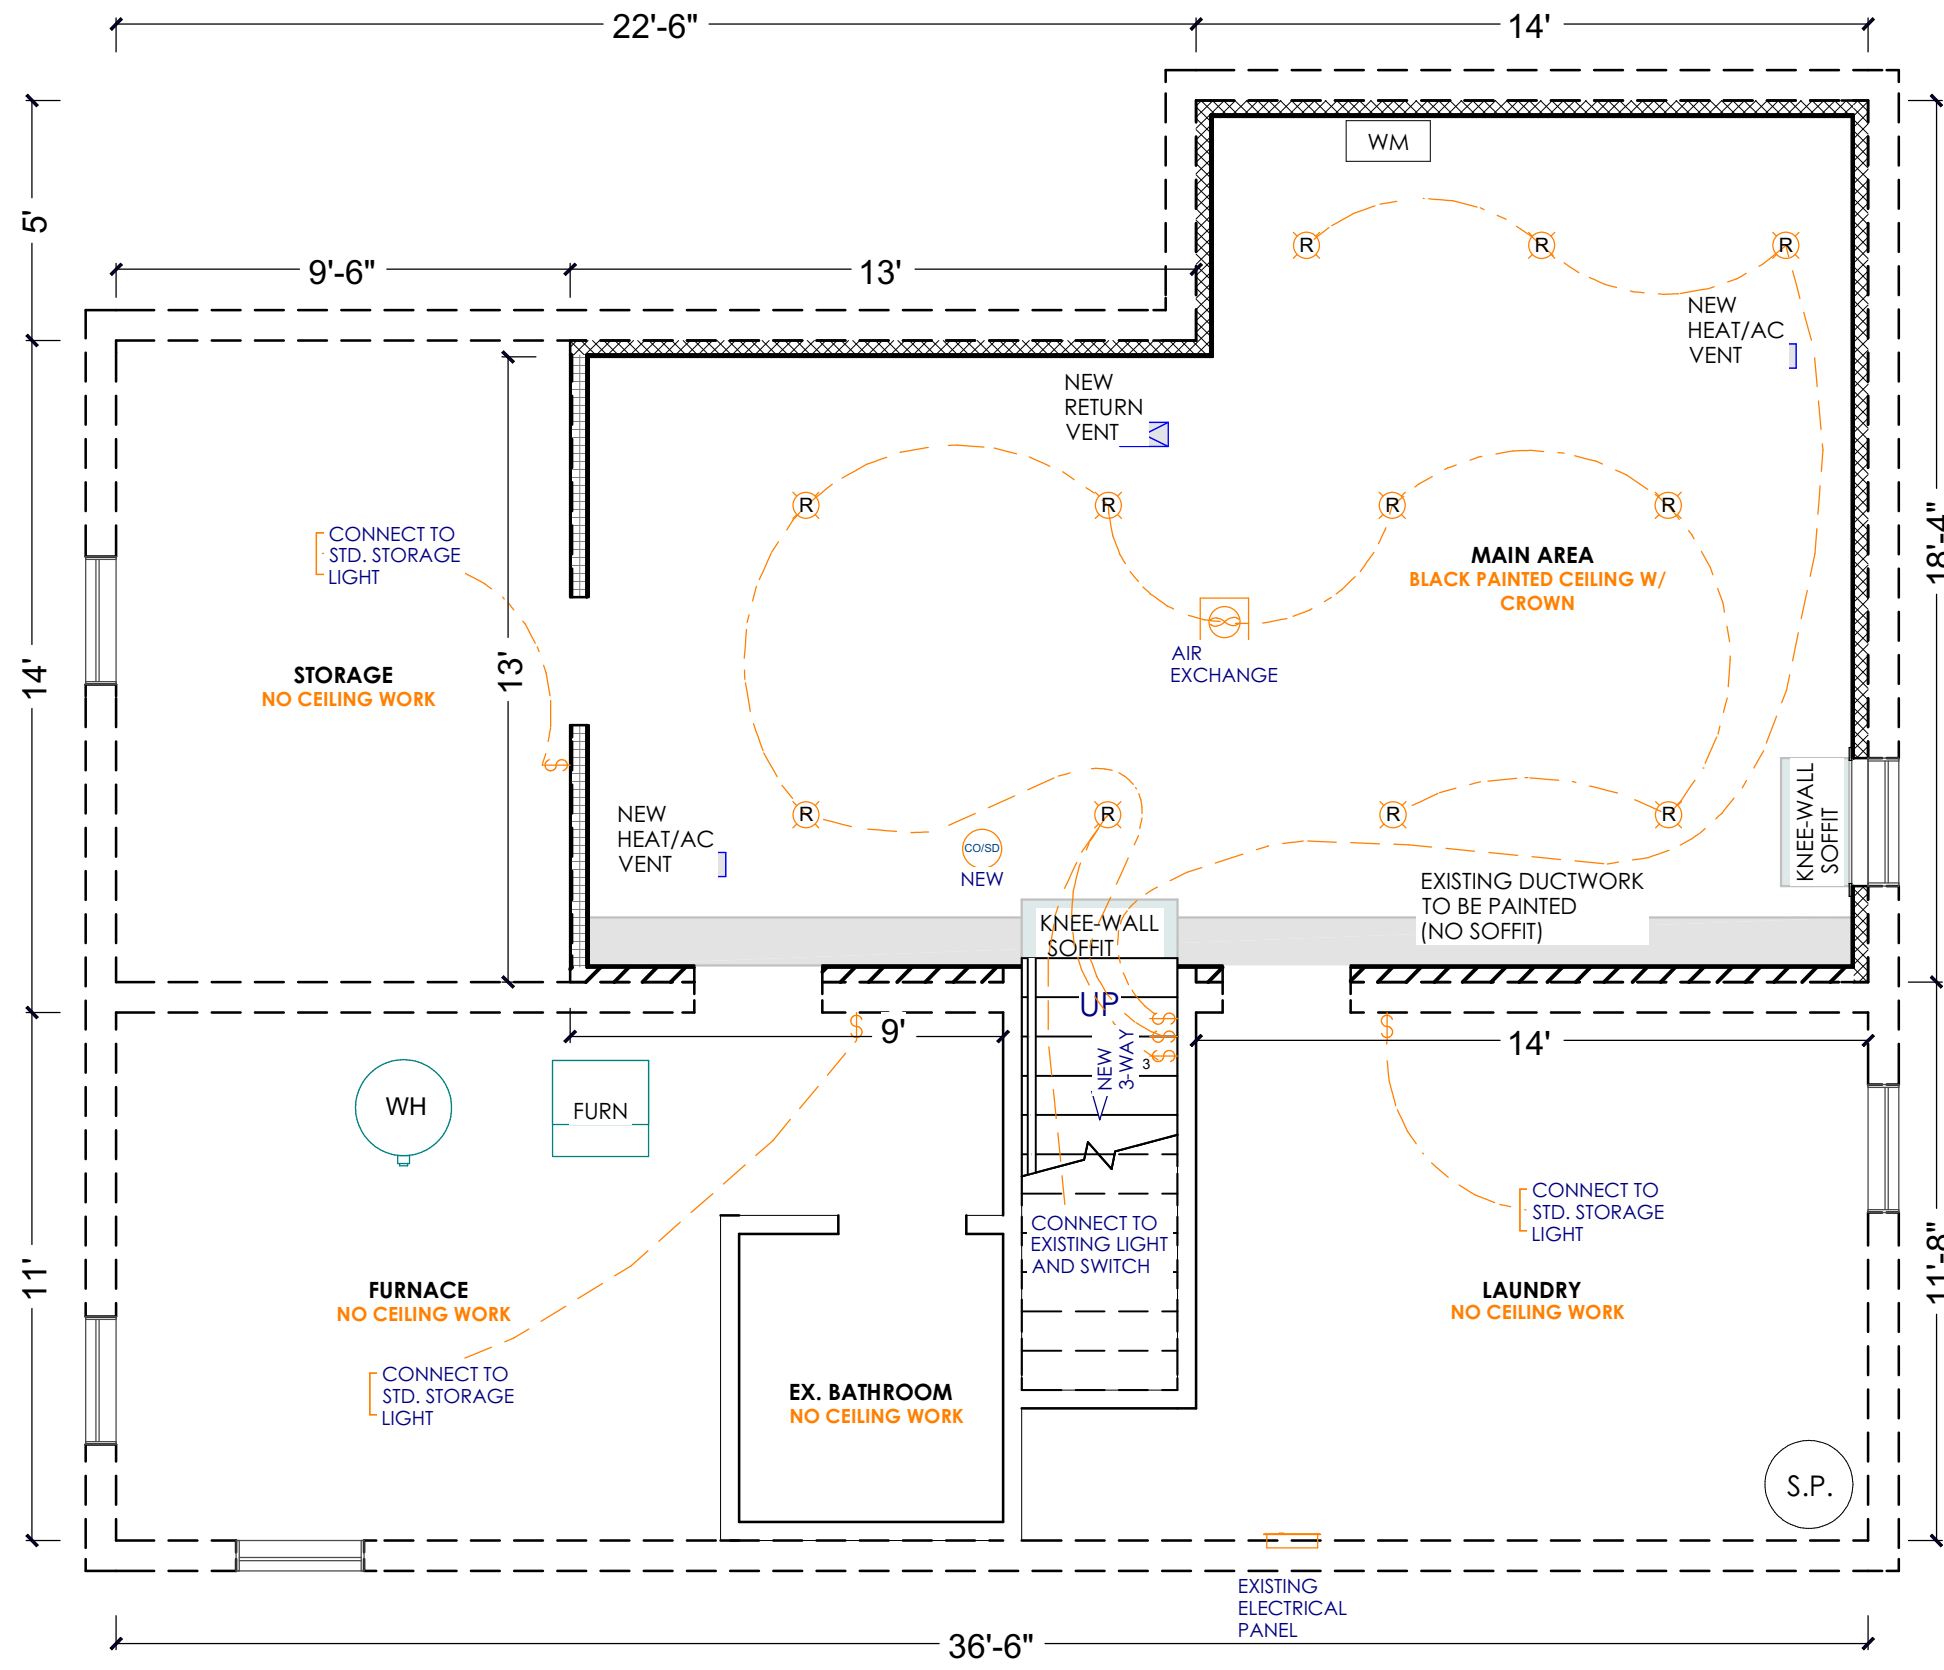 22'-6"
14'
WM
5'
R
R
R
9'-6"
13'
NEW
HEAT/AC
VENT
NEW
RETURN
VENT
R
R
R
R
CONNECT TO
STD. STORAGE
LIGHT
18'-4"
MAIN AREA
BLACK PAINTED CEILING W/
CROWN
14'
STORAGE
NO CEILING WORK
13'
AIR
EXCHANGE
$
NEW
HEAT/AC
VENT
R
R
R
R
CO/SD
NEW
KNEE-WALL
SOFFIT
EXISTING DUCTWORK
TO BE PAINTED
(NO SOFFIT)
KNEE-WALL
SOFFIT
UP
$
9'
NEW
3-WAY
3
$$$
$
14'
WH
FURN
CONNECT TO
STD. STORAGE
LIGHT
CONNECT TO
EXISTING LIGHT
AND SWITCH
11'
11'-8"
FURNACE
NO CEILING WORK
LAUNDRY
NO CEILING WORK
CONNECT TO
STD. STORAGE
LIGHT
EX. BATHROOM
NO CEILING WORK
S.P.
EXISTING
ELECTRICAL
PANEL
36'-6"